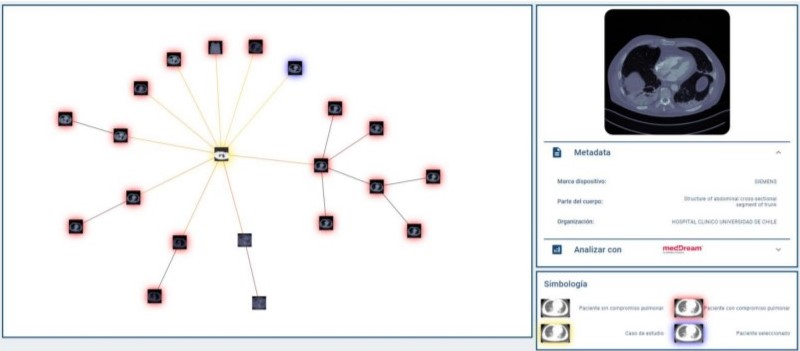 Metadata
Marca dispositivo:
SIEMENS
Parte del cuerpo:
Structure of abdominal cross-sectional
segment of trunk
Organización:
HOSPITAL CLINICO UNIVERSIDAD DE CHILE
Analizar con
medDream
Simbología
Paciente sin compromiso pulmonar
Paciente con compromiso pulmonar
Caso de estudio
Paciente seleccionado